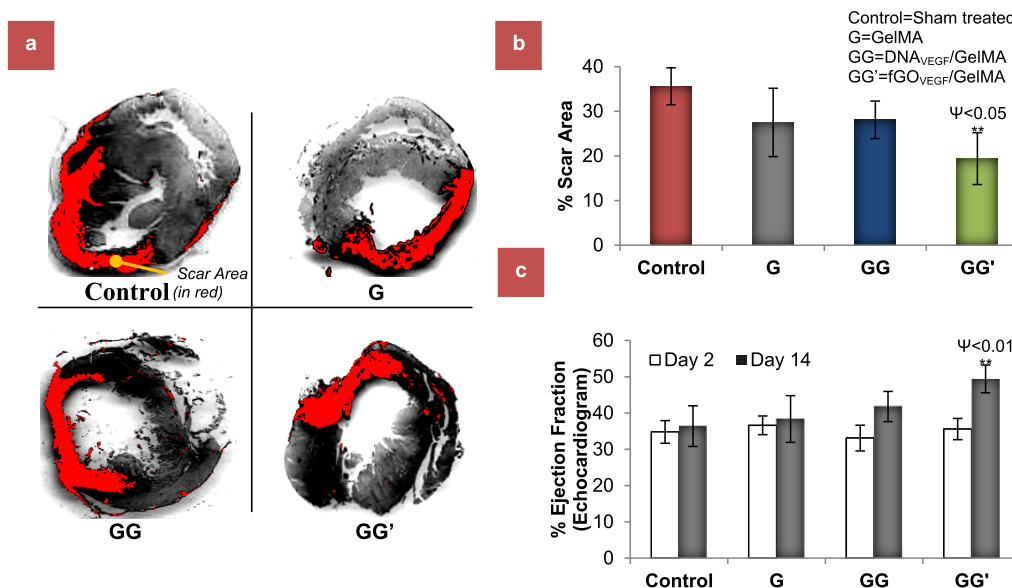 a
Scar Area
(in red)
Control
G
GG
GG’
b
Control=Sham treated
G=GelMA
GG=DNAVEGF/GelMA
GG’=fGOVEGF/GelMA
Ψ<0.05
**
% Scar Area
40
30
20
10
0
Control
G
GG
GG'
c
Day 2
Day 14
Ψ<0.01
**
% Ejection Fraction
(Echocardiogram)
60
50
40
30
20
10
0
Control
G
GG
GG'